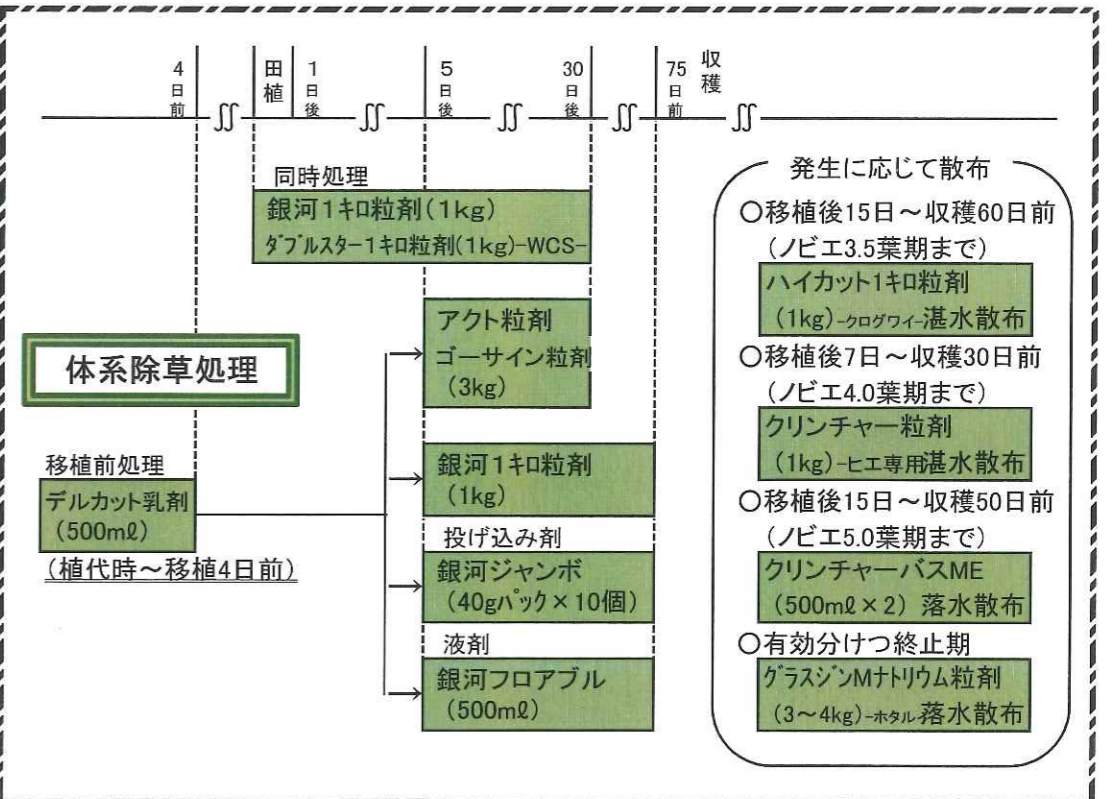 4日前
田植
1日後
5日後
30日後
75日前
収穫
同時処理
銀河1キロ粒剤(1kg)
ダブルスター1キロ粒剤(1kg)-WCS-
体系除草処理
移植前処理
デルカット乳剤
(500mℓ)
(植代時～移植4日前)
アクト粒剤
ゴーサイン粒剤
(3kg)
銀河1キロ粒剤
(1kg)
投げ込み剤
銀河ジャンボ
(40gパック×10個)
液剤
銀河フロアブル
(500mℓ)
発生に応じて散布
○移植後15日～収穫60日前
(ノビエ3.5葉期まで)
ハイカット1キロ粒剤
(1kg)-クログワイ-湛水散布
○移植後7日～収穫30日前
(ノビエ4.0葉期まで)
クリンチャー粒剤
(1kg)-ヒエ専用湛水散布
○移植後15日～収穫50日前
(ノビエ5.0葉期まで)
クリンチャーバスME
(500mℓ×2) 落水散布
○有効分けつ終止期
グラスジンMナトリウム粒剤
(3～4kg)-ホタル-落水散布